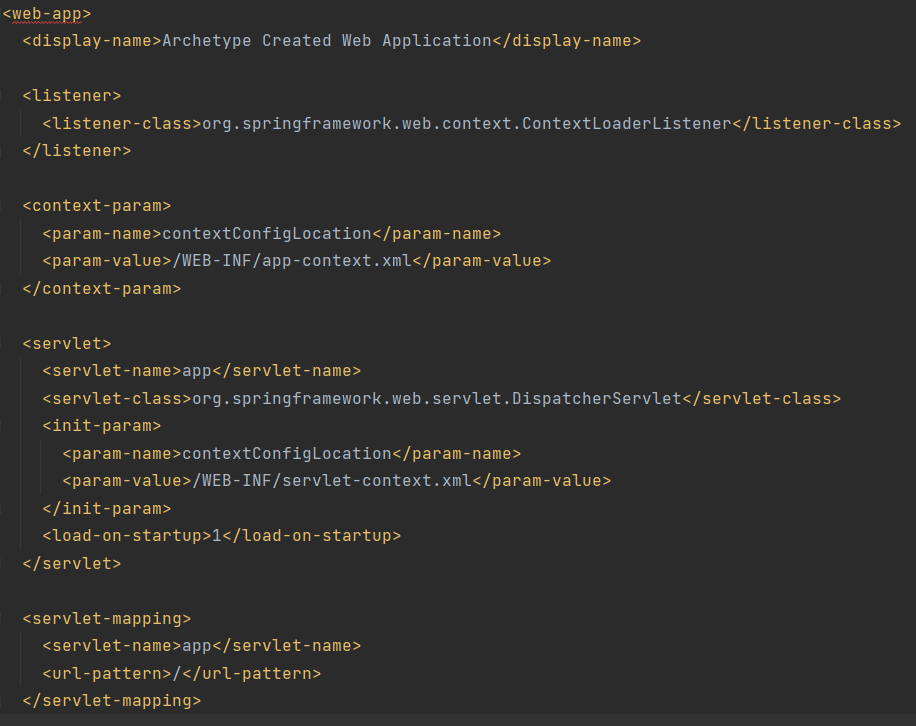 <web-app>
<display-name>Archetype Created Web Application</display-name>
<listener>
<listener-class>org.springframework.web.context.ContextLoaderListener</listener-class>
</listener>
<context-param>
<param-name>contextConfigLocation</param-name>
<param-value>/WEB-INF/app-context.xml</param-value>
</context-param>
<servlet>
<servlet-name>app</servlet-name>
<servlet-class>org.springframework.web.servlet.DispatcherServlet</servlet-class>
<init-param>
<param-name>contextConfigLocation</param-name>
<param-value>/WEB-INF/servlet-context.xml</param-value>
</init-param>
<load-on-startup>1</load-on-startup>
</servlet>
<servlet-mapping>
<servlet-name>app</servlet-name>
<url-pattern>/</url-pattern>
</servlet-mapping>